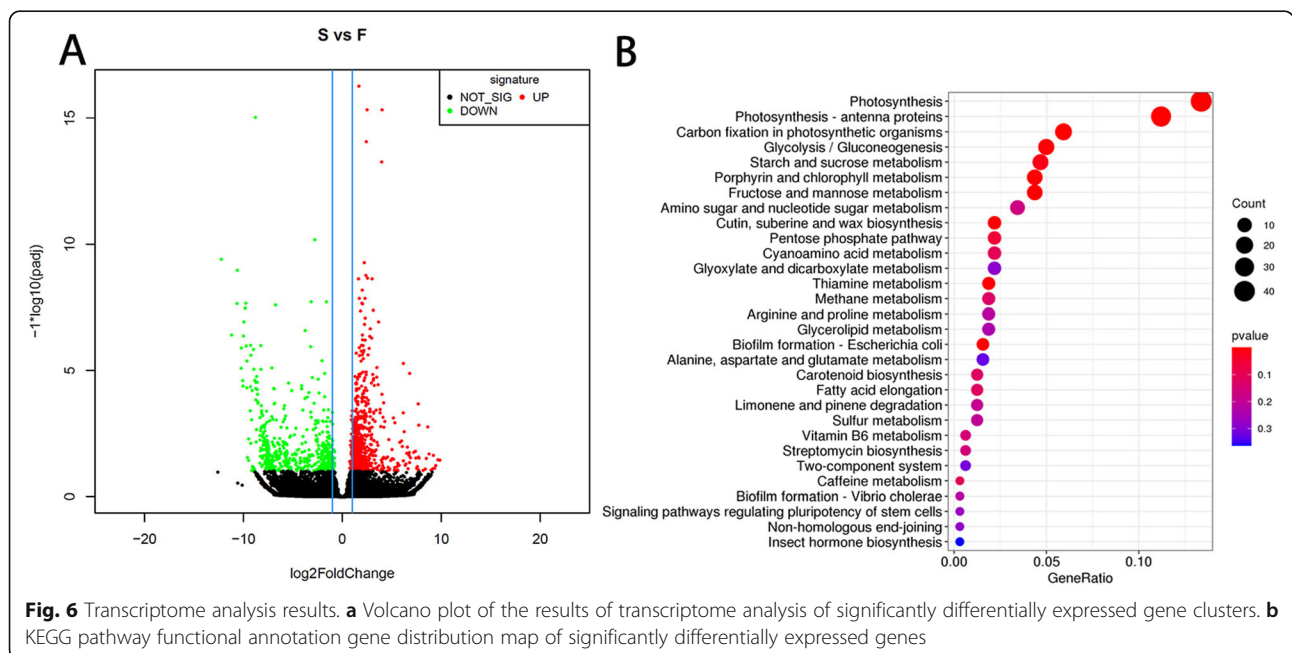 A
S vs F
signature
NOT_SIG UP
DOWN
15
10
5
0
−1*log10(padj)
−20 −10 0 10 20
log2FoldChange
B
Photosynthesis
Photosynthesis - antenna proteins
Carbon fixation in photosynthetic organisms
Glycolysis / Gluconeogenesis
Starch and sucrose metabolism
Porphyrin and chlorophyll metabolism
Fructose and mannose metabolism
Amino sugar and nucleotide sugar metabolism
Cutin, suberine and wax biosynthesis
Pentose phosphate pathway
Cyanoamino acid metabolism
Glyoxylate and dicarboxylate metabolism
Thiamine metabolism
Methane metabolism
Arginine and proline metabolism
Glycerolipid metabolism
Biofilm formation - Escherichia coli
Alanine, aspartate and glutamate metabolism
Carotenoid biosynthesis
Fatty acid elongation
Limonene and pinene degradation
Sulfur metabolism
Vitamin B6 metabolism
Streptomycin biosynthesis
Two-component system
Caffeine metabolism
Biofilm formation - Vibrio cholerae
Signaling pathways regulating pluripotency of stem cells
Non-homologous end-joining
Insect hormone biosynthesis
0.00 0.05 0.10
GeneRatio
Count
10
20
30
40
pvalue
0.1
0.2
0.3
Fig. 6 Transcriptome analysis results. a Volcano plot of the results of transcriptome analysis of significantly differentially expressed gene clusters. b
KEGG pathway functional annotation gene distribution map of significantly differentially expressed genes